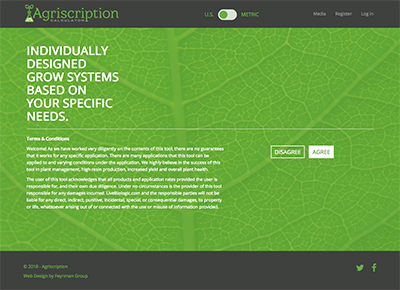 Agriscription
CALCULATOR
U.S. METRIC
Media Register Log in
INDIVIDUALLY
DESIGNED
GROW SYSTEMS
BASED ON
YOUR SPECIFIC
NEEDS.
Terms & Conditions
Welcome! As we have worked very diligently on the contents of this tool, there are no guarantees
that it works for any specific application. There are many applications that this tool can be
applied to and varying conditions under the application. We highly believe in the success of this
tool in plant management, high-resin production, increased yield and overall plant health.
The user of this tool acknowledges that all products and application rates provided the user is
responsible for, and their own due diligence. Under no circumstances is the provider of this tool
responsible for any damages incurred. Livebiologic.com and the responsible parties will not be
liable for any direct, indirect, punitive, incidental, special, or consequential damages, to property
or life, whatsoever arising out of or connected with the use or misuse of information provided.
DISAGREE AGREE
© 2018 - Agriscription
Web Design by Feynman Group